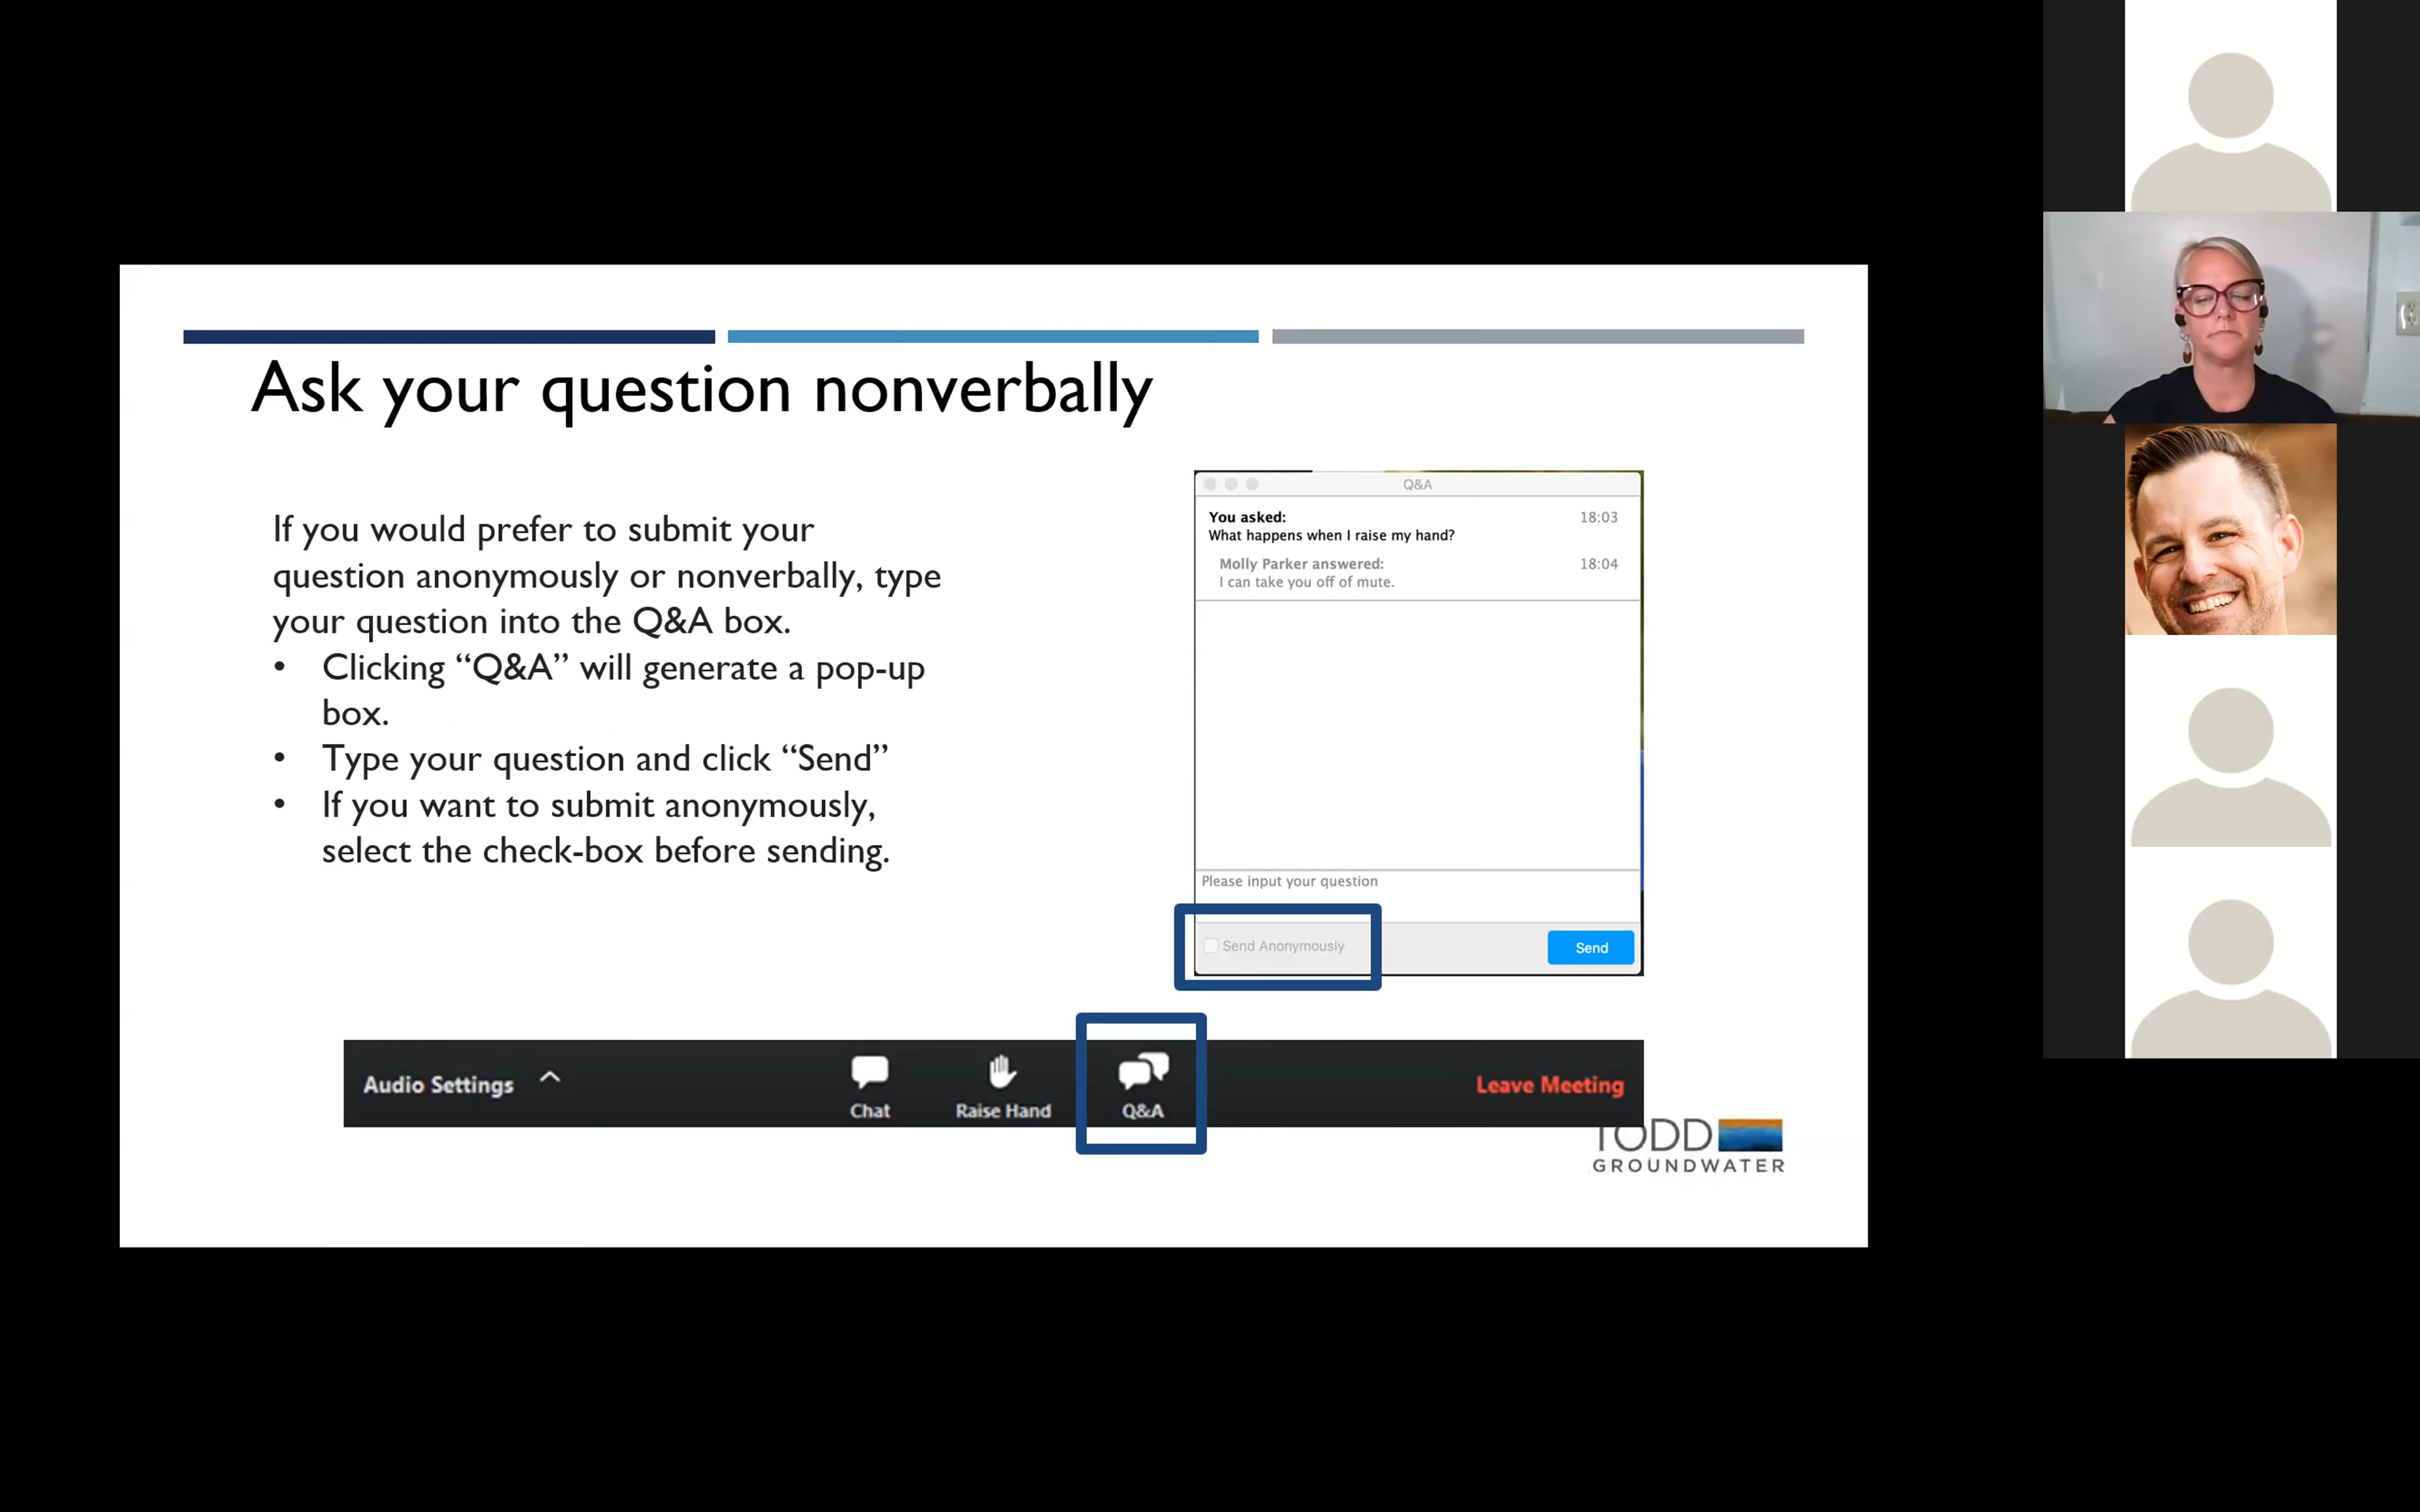 Ask your question nonverbally
If you would prefer to submit your
question anonymously or nonverbally, type
your question into the Q&A box.
• Clicking “Q&A” will generate a pop-up
box.
• Type your question and click “Send”
• If you want to submit anonymously,
select the check-box before sending.
Q&A
You asked: 18:03
What happens when I raise my hand?
Molly Parker answered: 18:04
I can take you off of mute.
Please input your question
Send Anonymously Send
Audio Settings Chat Raise Hand Q&A Leave Meeting
TODD
GROUNDWATER